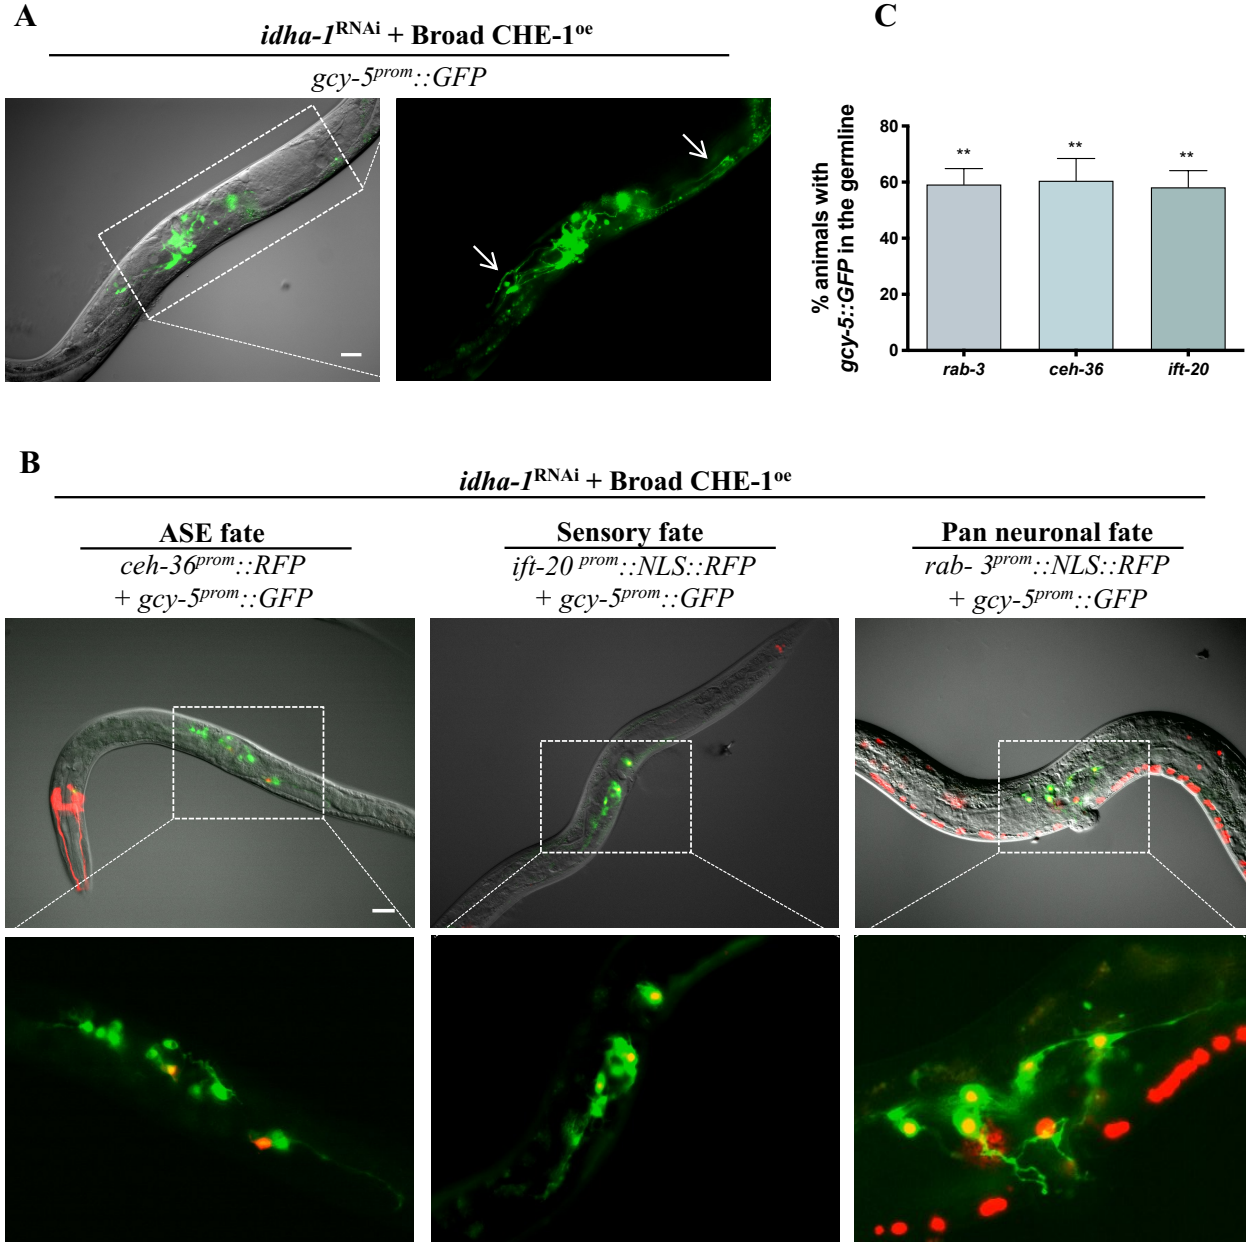 A
idha-1RNAi + Broad CHE-1oe
gcy-5prom::GFP
C
% animals with
gcy-5::GFP in the germline
80
60
40
20
0
**
**
**
rab-3
ceh-36
ift-20
B
idha-1RNAi + Broad CHE-1oe
ASE fate
ceh-36prom::RFP
+ gcy-5prom::GFP
Sensory fate
ift-20 prom::NLS::RFP
+ gcy-5prom::GFP
Pan neuronal fate
rab- 3prom::NLS::RFP
+ gcy-5prom::GFP